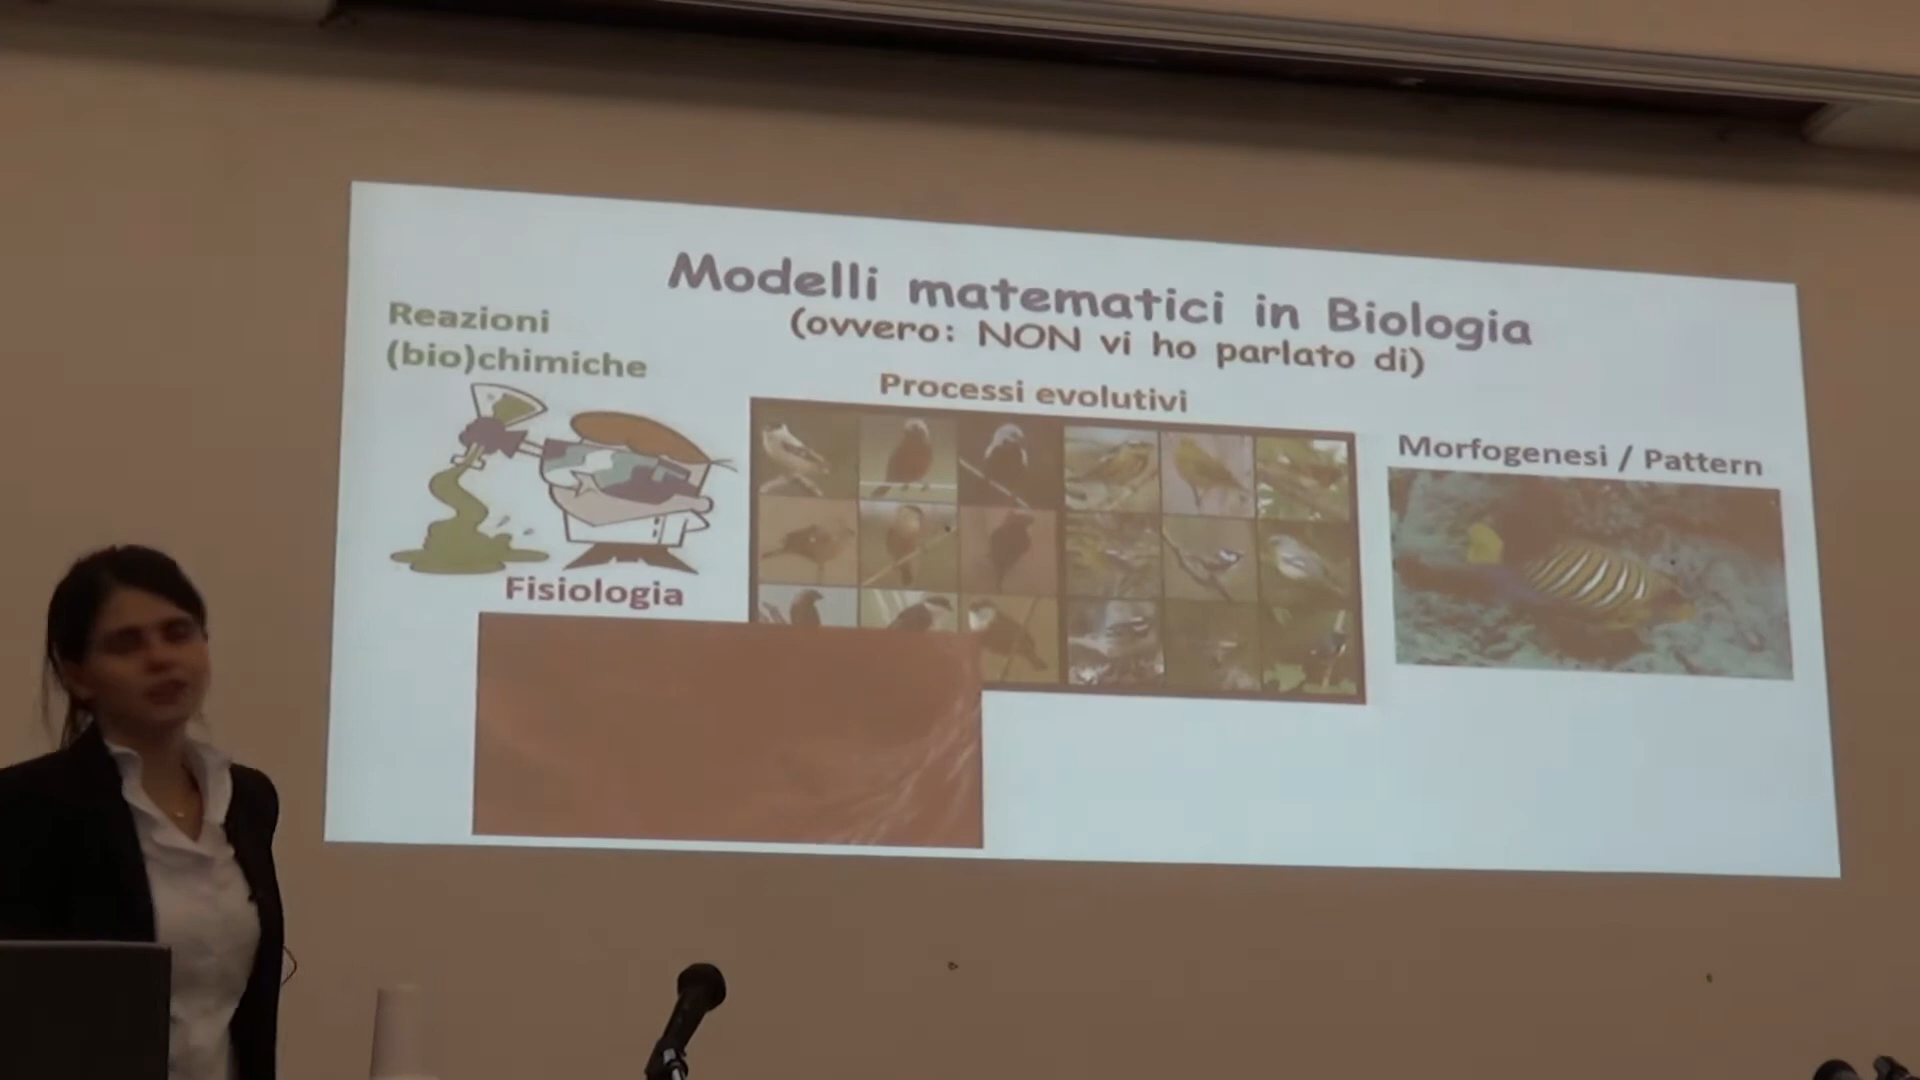 Modelli matematici in Biologia
(ovvero: NON vi ho parlato di)
Reazioni
(bio)chimiche
Processi evolutivi
Morfogenesi / Pattern
Fisiologia